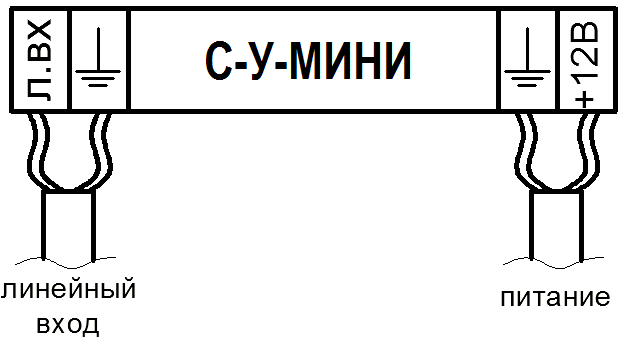 Л.ВХ
С-У-МИНИ
+12В
линейный
вход
питание